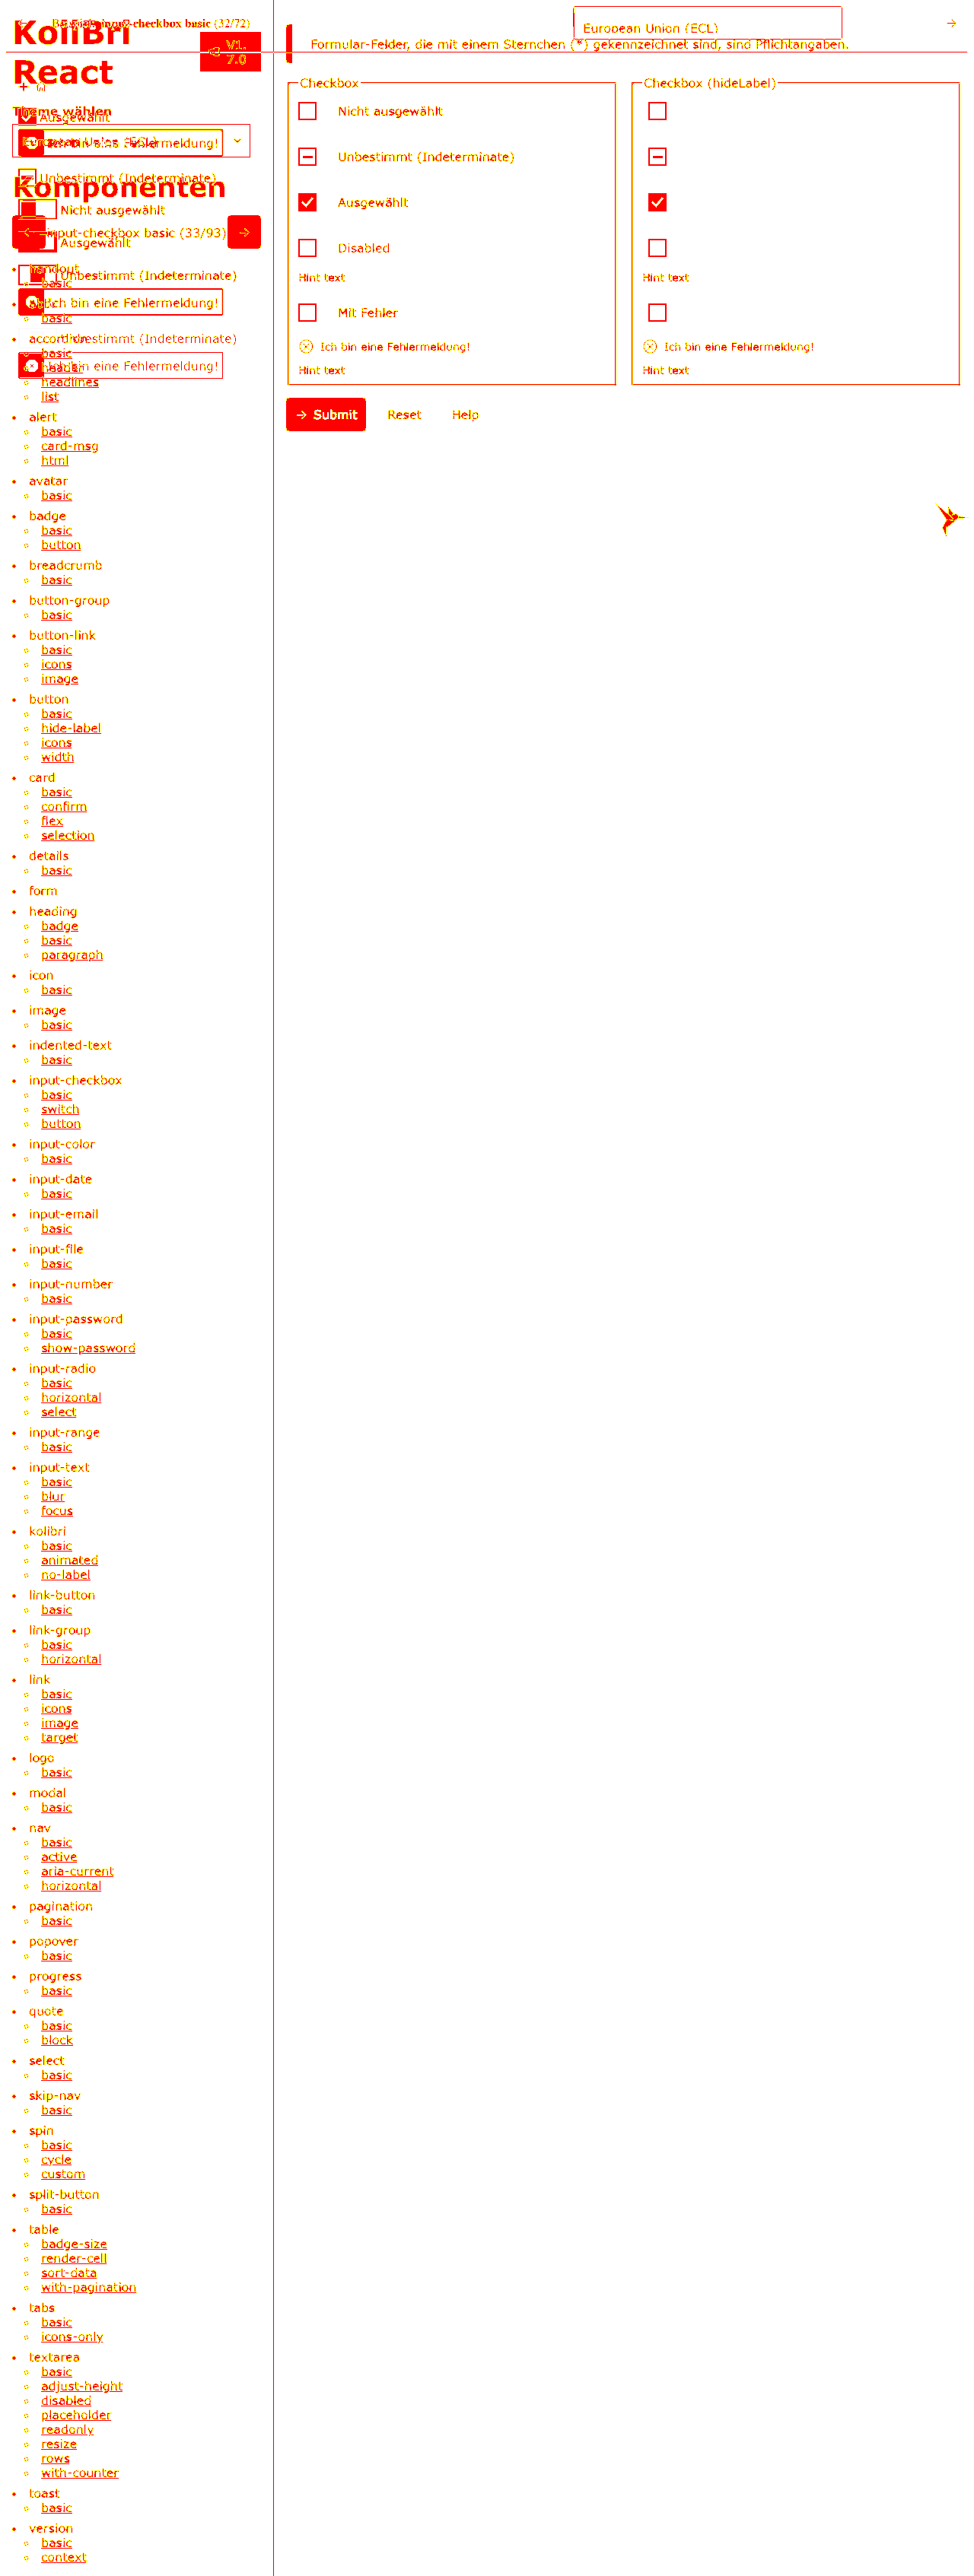 KoliBri
React
V1.
7.0
input-checkbox basic (32/72)
Theme wählen
Ausgewählt
European Union (ECL)
Ich bin eine Fehlermeldung!
Unbestimmt (Indeterminate)
Komponenten
Nicht ausgewählt
input-checkbox basic (33/93)
Ausgewählt
handout
basic
Unbestimmt (Indeterminate)
Ich bin eine Fehlermeldung!
basic
accordion
Unbestimmt (Indeterminate)
basic
header
Ich bin eine Fehlermeldung!
headlines
list
alert
basic
card-msg
html
avatar
basic
badge
basic
button
breadcrumb
basic
button-group
basic
button-link
basic
icons
image
button
basic
hide-label
icons
width
card
basic
confirm
flex
selection
details
basic
form
heading
badge
basic
paragraph
icon
basic
image
basic
indented-text
basic
input-checkbox
basic
switch
button
input-color
basic
input-date
basic
input-email
basic
input-file
basic
input-number
basic
input-password
basic
show-password
input-radio
basic
horizontal
select
input-range
basic
input-text
basic
blur
focus
kolibri
basic
animated
no-label
link-button
basic
link-group
basic
horizontal
link
basic
icons
image
target
logo
basic
modal
basic
nav
basic
active
aria-current
horizontal
pagination
basic
popover
basic
progress
basic
quote
basic
block
select
basic
skip-nav
basic
spin
basic
cycle
custom
split-button
basic
table
badge-size
render-cell
sort-data
with-pagination
tabs
basic
icons-only
textarea
basic
adjust-height
disabled
placeholder
readonly
resize
rows
with-counter
toast
basic
version
basic
context
European Union (ECL)
Formular-Felder, die mit einem Sternchen (*) gekennzeichnet sind, sind Pflichtangaben.
Checkbox
Nicht ausgewählt
Unbestimmt (Indeterminate)
Ausgewählt
Disabled
Hint text
Mit Fehler
Ich bin eine Fehlermeldung!
Hint text
Checkbox (hideLabel)
Hint text
Ich bin eine Fehlermeldung!
Hint text
Submit
Reset
Help